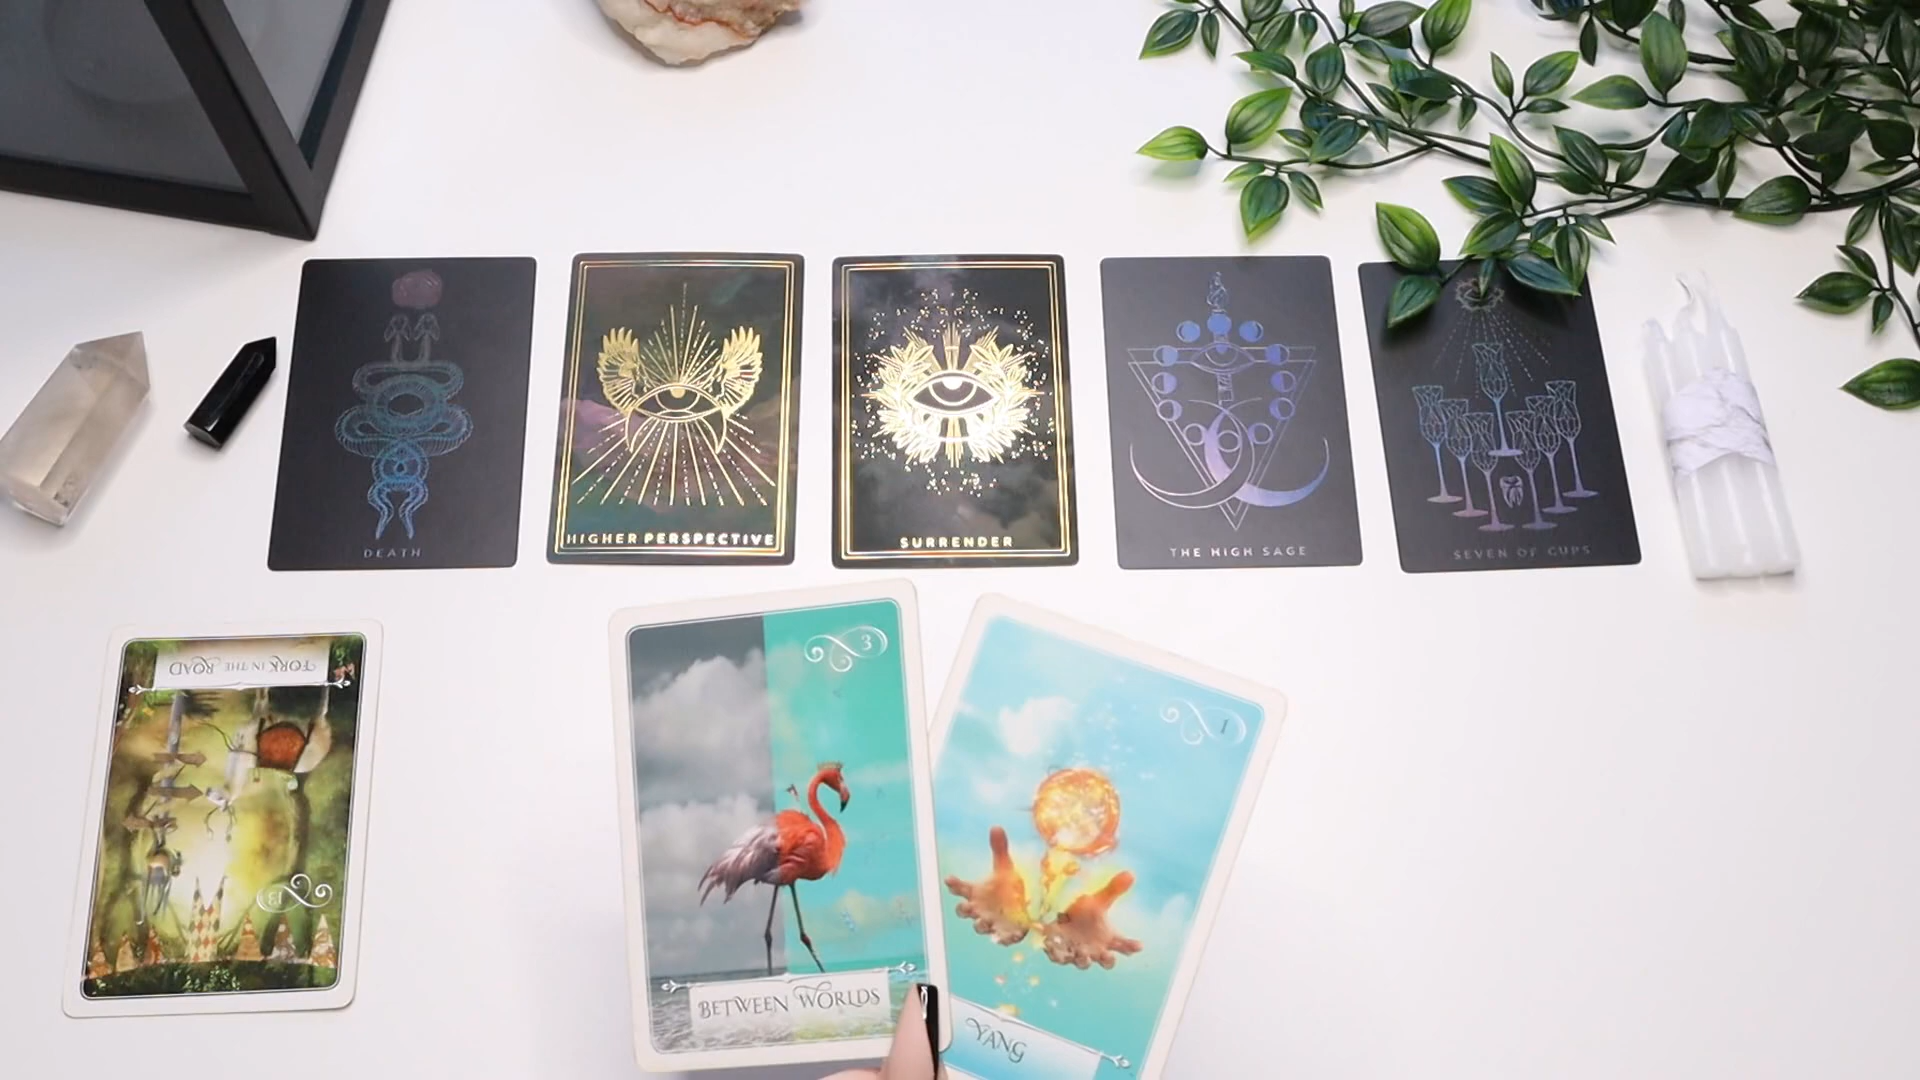 DEATH
HIGHER PERSPECTIVE
SURRENDER
THE HIGH SAGE
SEVEN OF CUPS
FORK IN THE ROAD
13
3
BETWEEN WORLDS
1
YANG